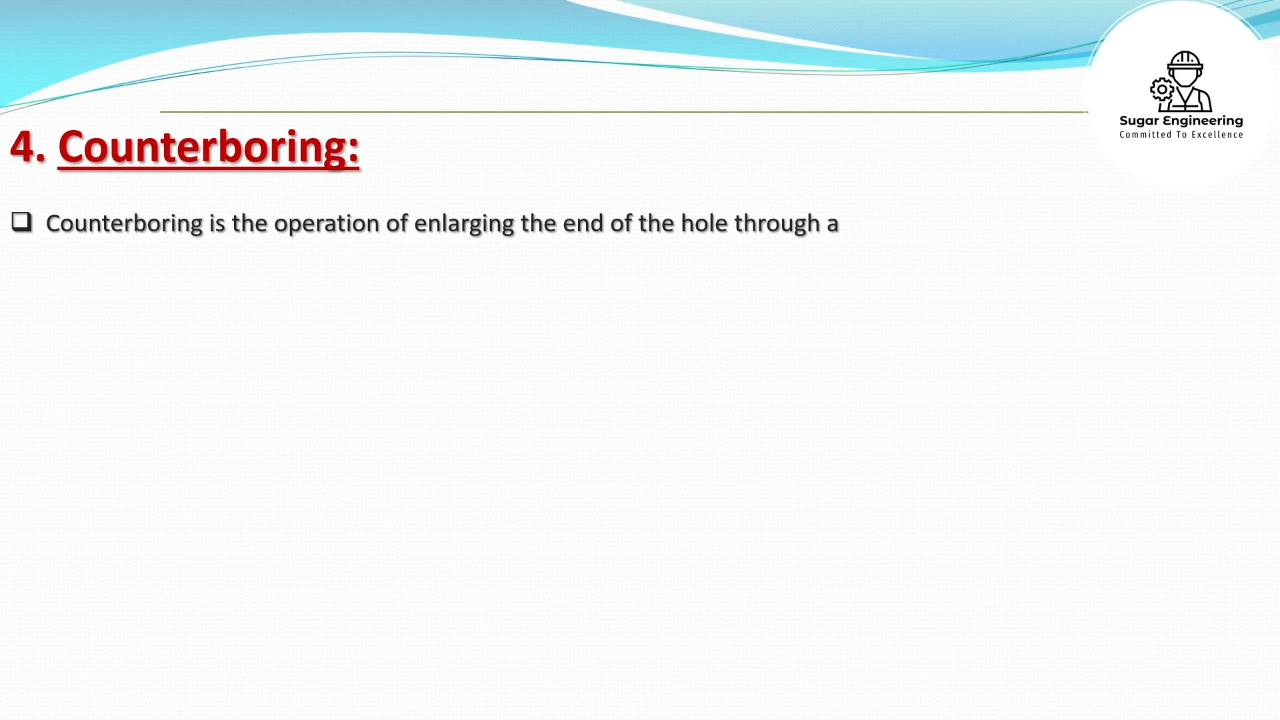 Sugar Engineering
Committed To Excellence
4. Counterboring:
❑ Counterboring is the operation of enlarging the end of the hole through a